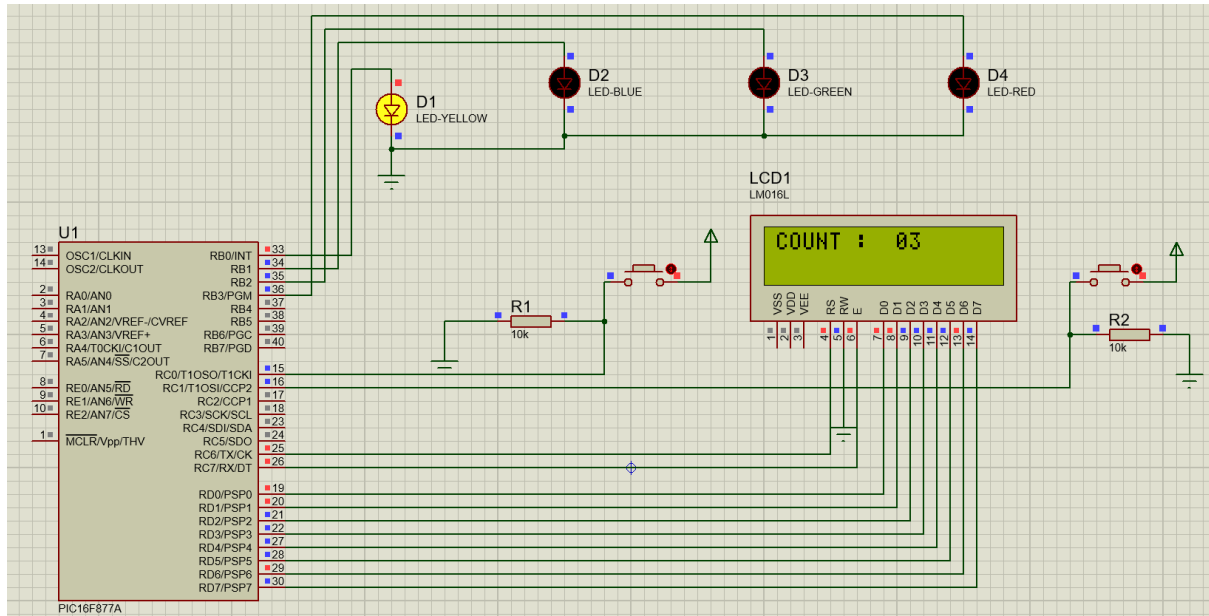 D1
LED-YELLOW
D2
LED-BLUE
D3
LED-GREEN
D4
LED-RED
LCD1
LM016L
COUNT : 03
VSS
VDD
VEE
RS
RW
E
D0
D1
D2
D3
D4
D5
D6
D7
1
2
3
4
5
6
7
8
9
10
11
12
13
14
R1
10k
R2
10k
U1
13 OSC1/CLKIN
14 OSC2/CLKOUT
2 RA0/AN0
3 RA1/AN1
4 RA2/AN2/VREF-/CVREF
5 RA3/AN3/VREF+
6 RA4/T0CKI/C1OUT
7 RA5/AN4/SS/C2OUT
8 RE0/AN5/RD
9 RE1/AN6/WR
10 RE2/AN7/CS
1 MCLR/Vpp/THV
RB0/INT 33
RB1 34
RB2 35
RB3/PGM 36
RB4 37
RB5 38
RB6/PGC 39
RB7/PGD 40
RC0/T1OSO/T1CKI 15
RC1/T1OSI/CCP2 16
RC2/CCP1 17
RC3/SCK/SCL 18
RC4/SDI/SDA 23
RC5/SDO 24
RC6/TX/CK 25
RC7/RX/DT 26
RD0/PSP0 19
RD1/PSP1 20
RD2/PSP2 21
RD3/PSP3 22
RD4/PSP4 27
RD5/PSP5 28
RD6/PSP6 29
RD7/PSP7 30
PIC16F877A